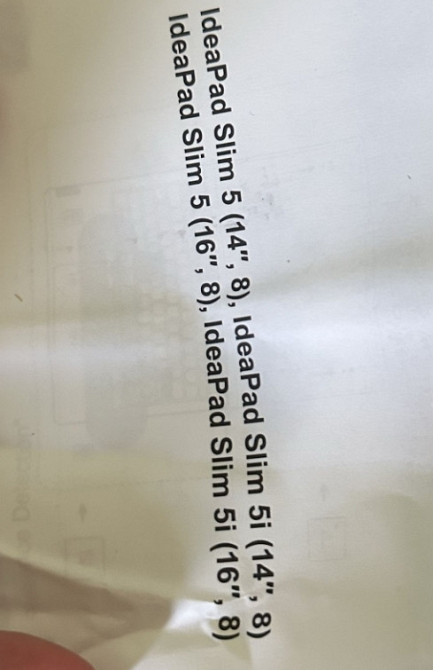 IdeaPad Slim 5 (14", 8), IdeaPad Slim 5i (14", 8)
IdeaPad Slim 5 (16", 8), IdeaPad Slim 5i (16", 8)